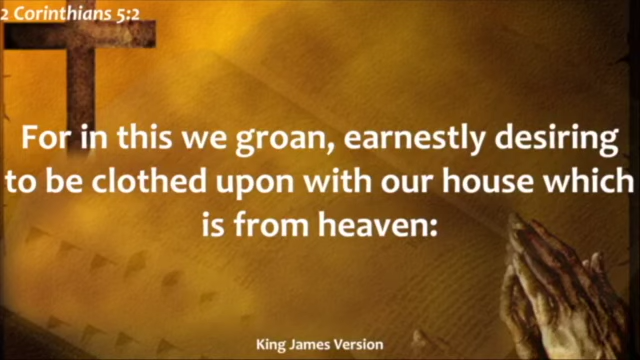 2 Corinthians 5:2
For in this we groan, earnestly desiring
to be clothed upon with our house which
is from heaven:
King James Version